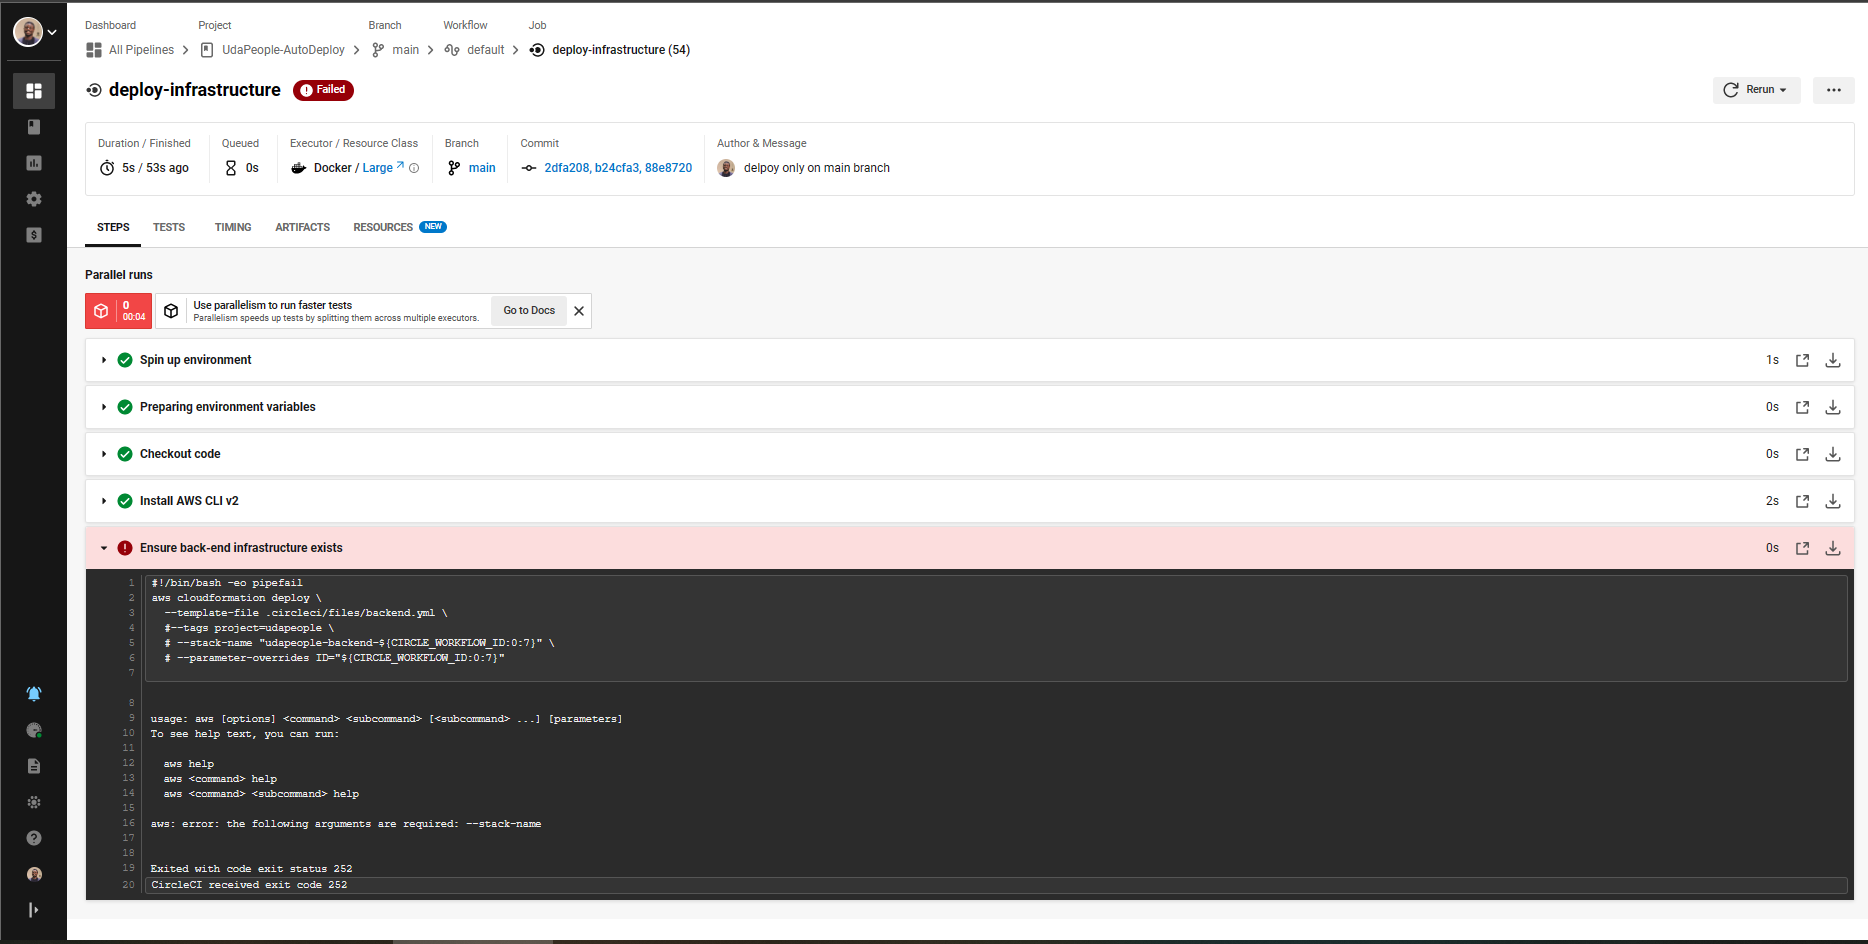 Dashboard Project Branch Workflow Job
All Pipelines UdaPeople-AutoDeploy main default deploy-infrastructure (54)
deploy-infrastructure Failed Rerun
Duration / Finished Queued Executor / Resource Class Branch Commit Author & Message
5s / 53s ago 0s Docker / Large main 2dfa208, b24cfa3, 88e8720 delpoy only on main branch
STEPS TESTS TIMING ARTIFACTS RESOURCES NEW
Parallel runs
0
00:04
Use parallelism to run faster tests
Parallelism speeds up tests by splitting them across multiple executors.
Go to Docs
Spin up environment 1s
Preparing environment variables 0s
Checkout code 0s
Install AWS CLI v2 2s
Ensure back-end infrastructure exists 0s
1 #!/bin/bash -eo pipefail
2 aws cloudformation deploy \
3 --template-file .circleci/files/backend.yml \
4 #--tags project=udapeople \
5 # --stack-name "udapeople-backend-${CIRCLE_WORKFLOW_ID:0:7}" \
6 # --parameter-overrides ID="${CIRCLE_WORKFLOW_ID:0:7}"
7
8
9 usage: aws [options] <command> <subcommand> [<subcommand> ...] [parameters]
10 To see help text, you can run:
11
12 aws help
13 aws <command> help
14 aws <command> <subcommand> help
15
16 aws: error: the following arguments are required: --stack-name
17
18
19 Exited with code exit status 252
20 CircleCI received exit code 252